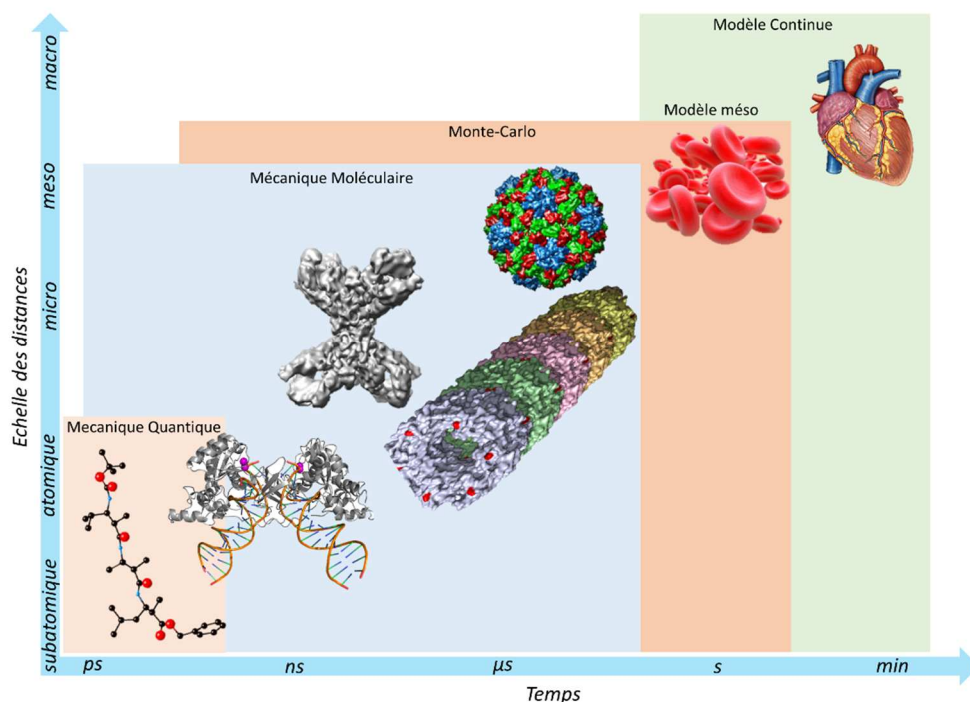 Modèle Continue
macro
Modèle méso
Monte-Carlo
Mécanique Moléculaire
meso
micro
Echelle des distances
Mecanique Quantique
atomique
subatomique
ps
ns
µs
s
min
Temps